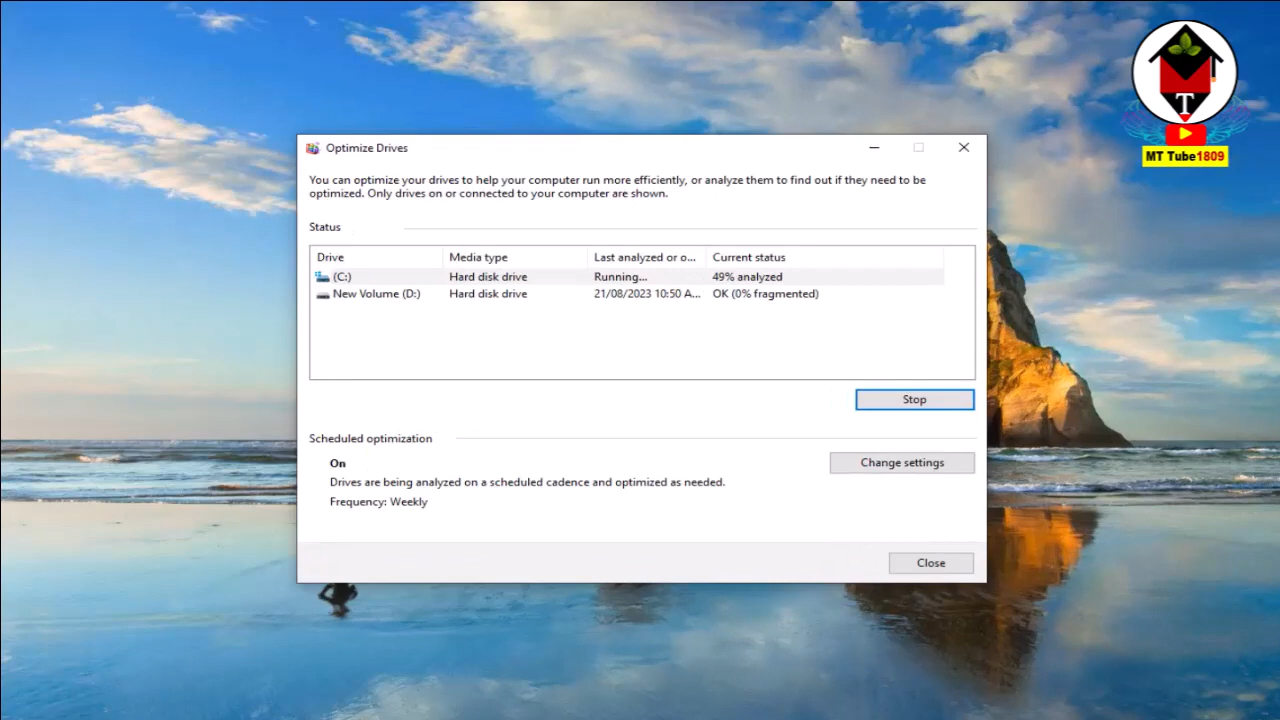 T
MT Tube1809
Optimize Drives
You can optimize your drives to help your computer run more efficiently, or analyze them to find out if they need to be
optimized. Only drives on or connected to your computer are shown.
Status
Drive Media type Last analyzed or o... Current status
(C:) Hard disk drive Running... 49% analyzed
New Volume (D:) Hard disk drive 21/08/2023 10:50 A... OK (0% fragmented)
Stop
Scheduled optimization
On
Change settings
Drives are being analyzed on a scheduled cadence and optimized as needed.
Frequency: Weekly
Close